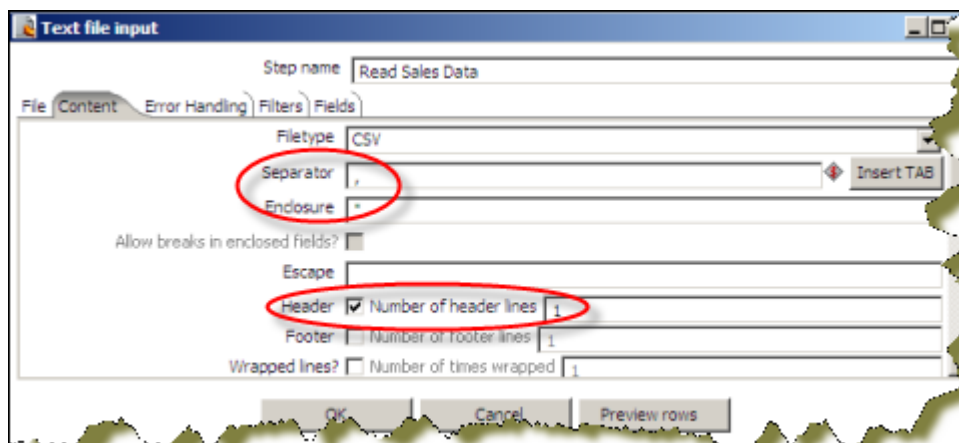 Text file input
Step name Read Sales Data
File Content Error Handling Filters Fields
Filetype CSV
Separator , Insert TAB
Enclosure "
Allow breaks in enclosed fields?
Escape
Header Number of header lines 1
Footer Number of footer lines 1
Wrapped lines? Number of times wrapped 1
OK Cancel Preview rows